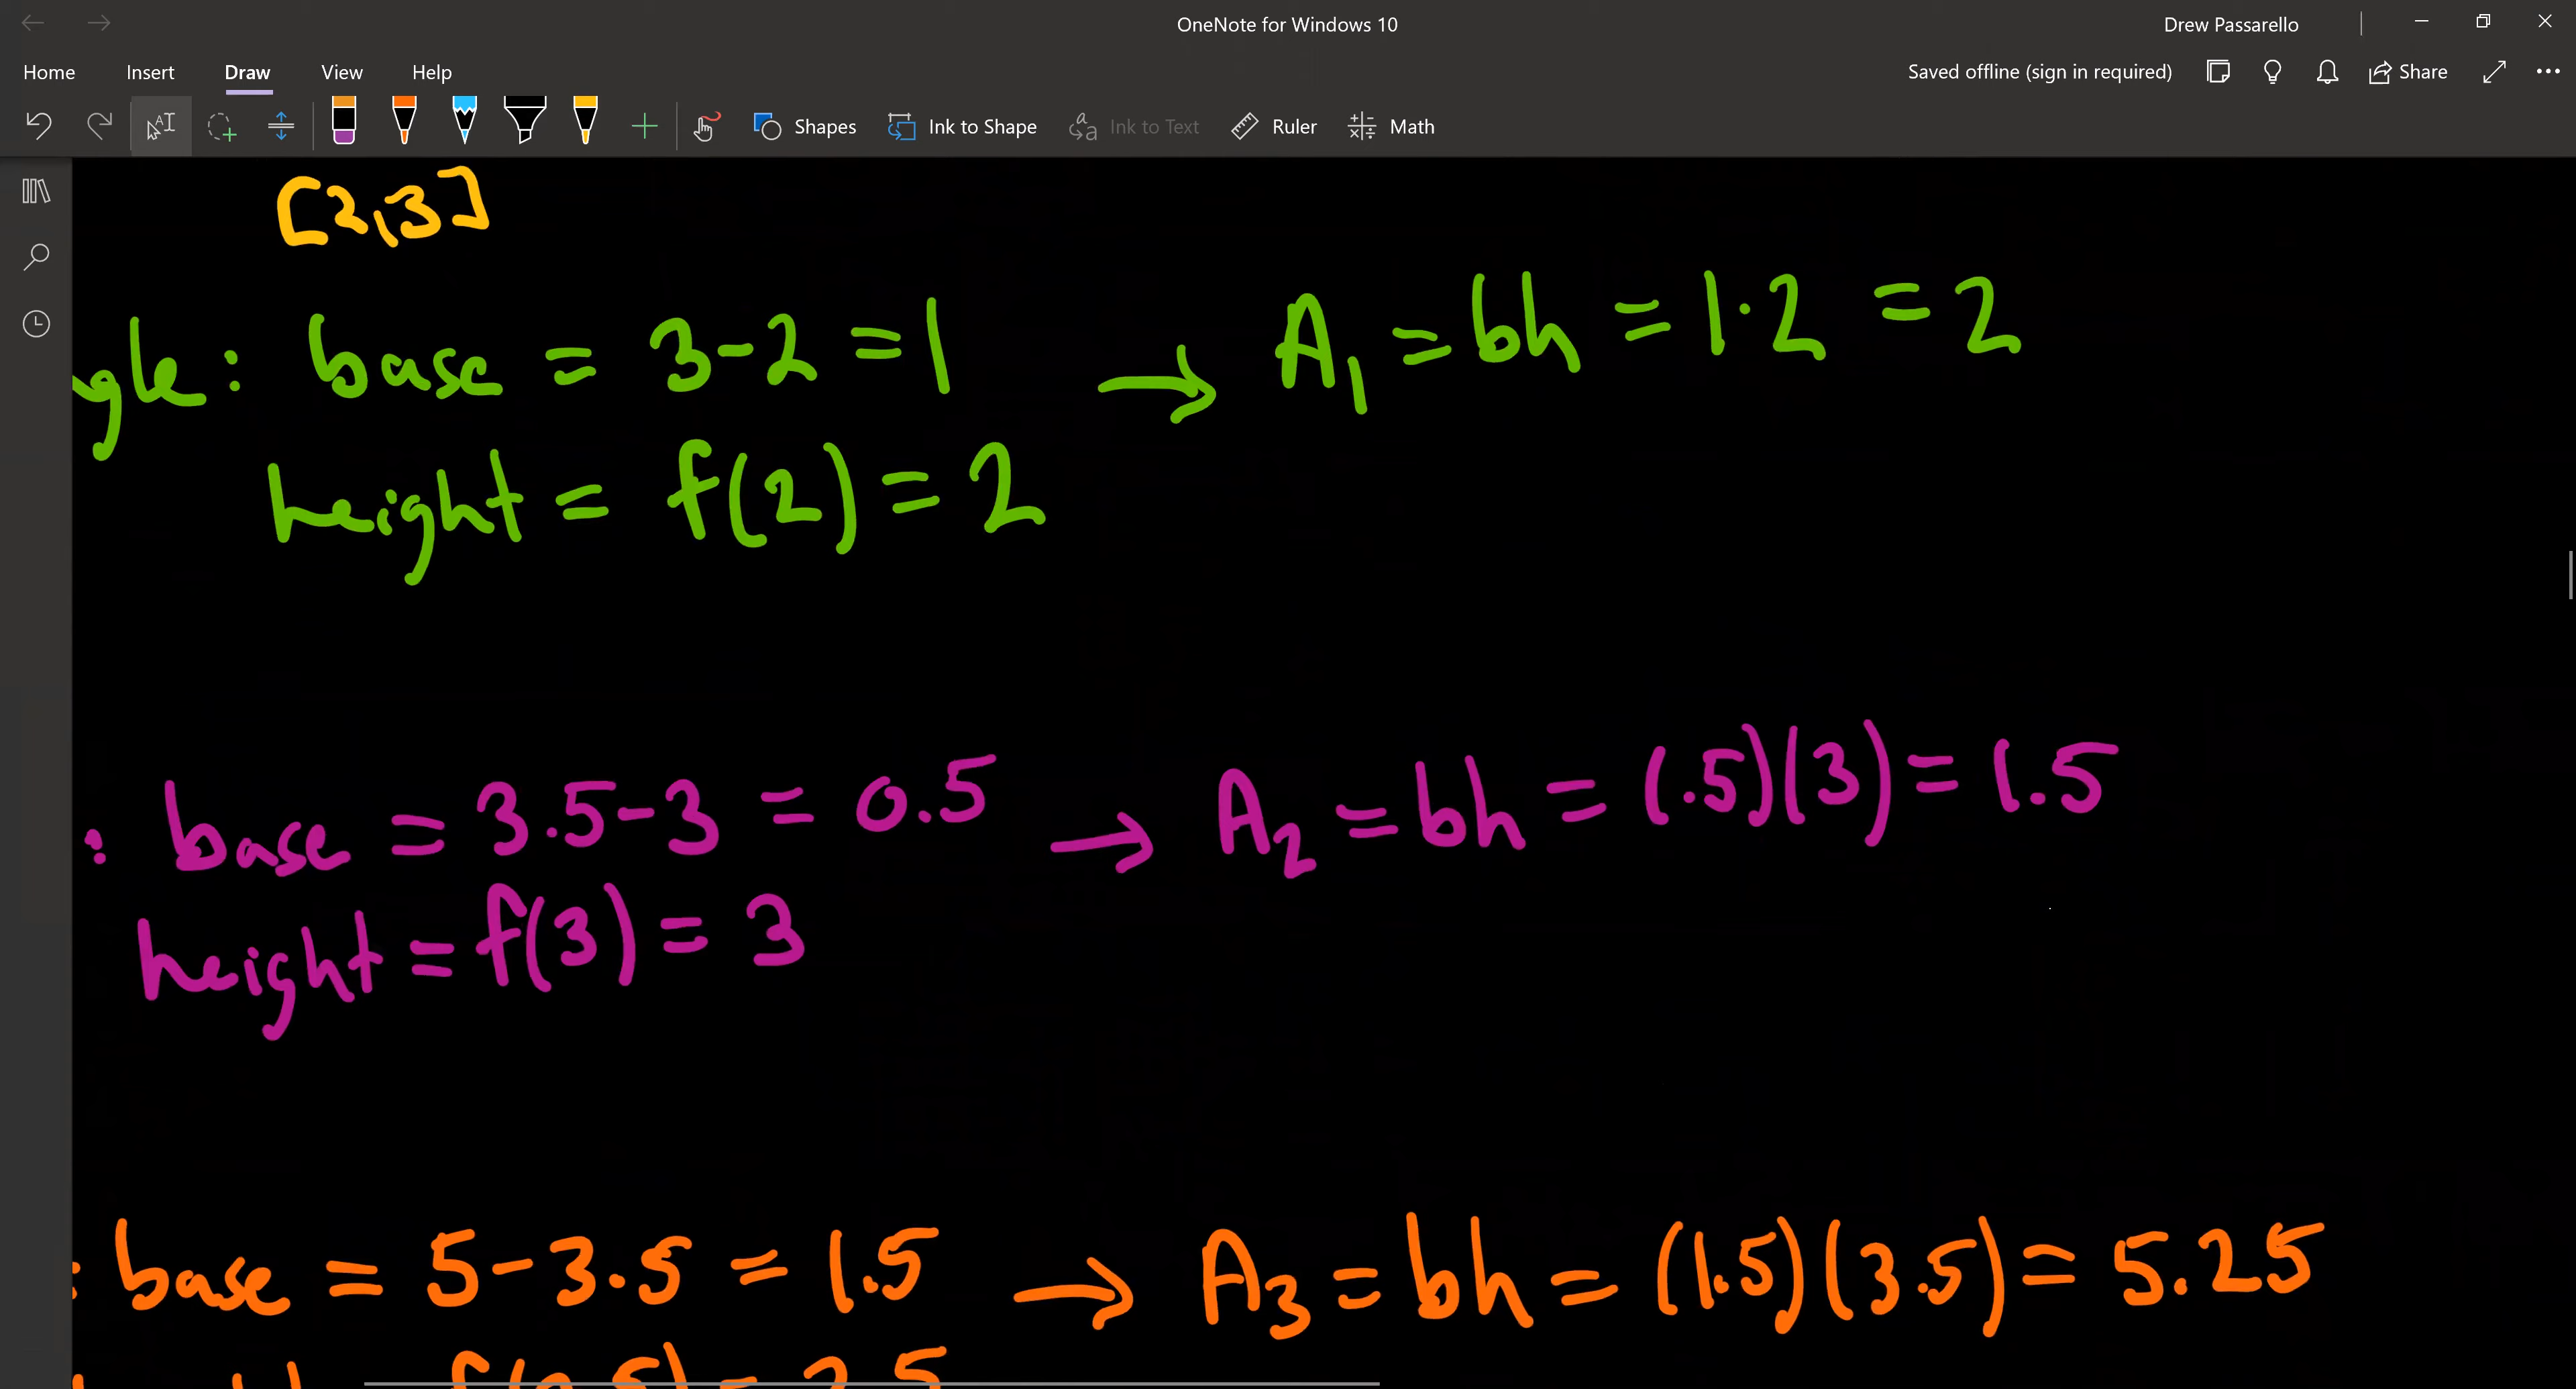 OneNote for Windows 10
Drew Passarello
Home Insert Draw View Help
Saved offline (sign in required) Share
Shapes Ink to Shape Ink to Text Ruler Math
[2,3]
gle: base = 3-2 = 1 → A₁ = bh = 1·2 = 2
height = f(2) = 2
: base = 3.5-3 = 0.5 → A₂ = bh = (.5)(3) = 1.5
height = f(3) = 3
: base = 5-3.5 = 1.5 → A₃ = bh = (1.5)(3.5) = 5.25